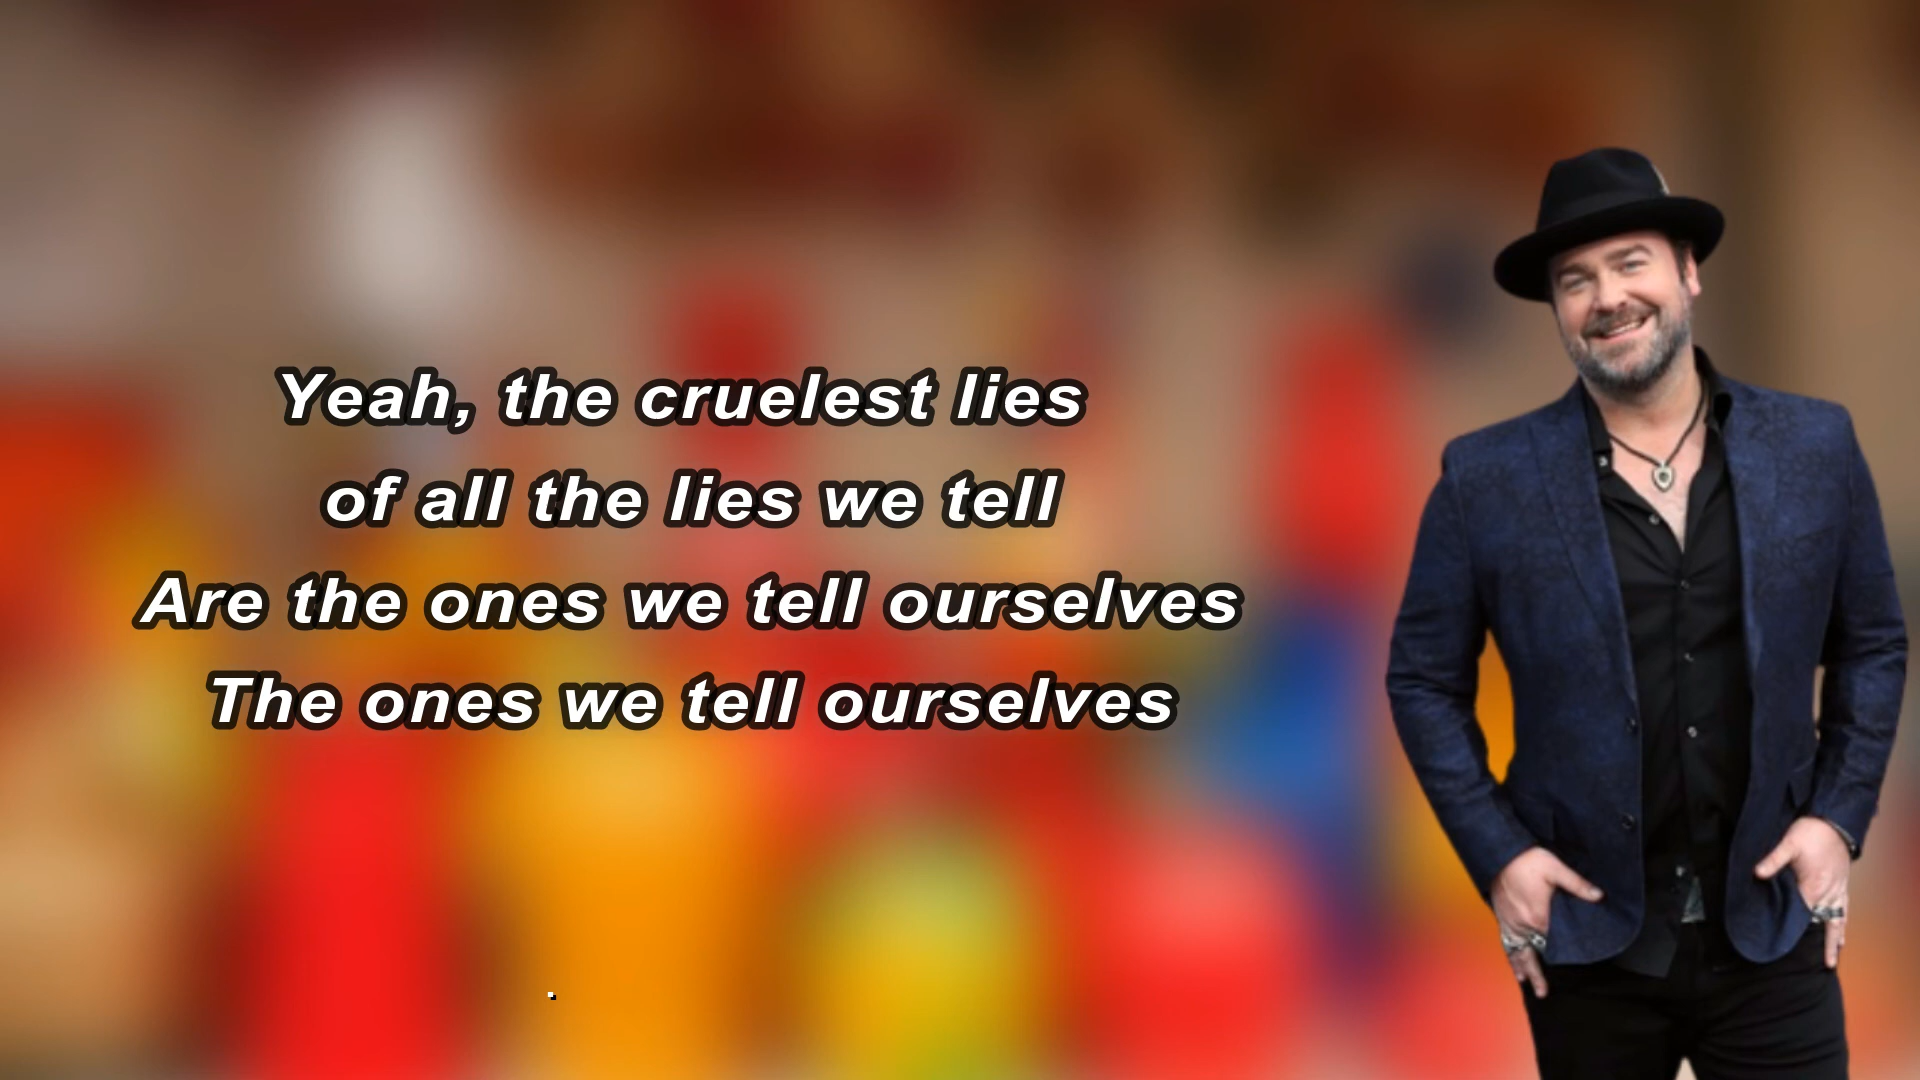 Yeah, the cruelest lies
of all the lies we tell
Are the ones we tell ourselves
The ones we tell ourselves